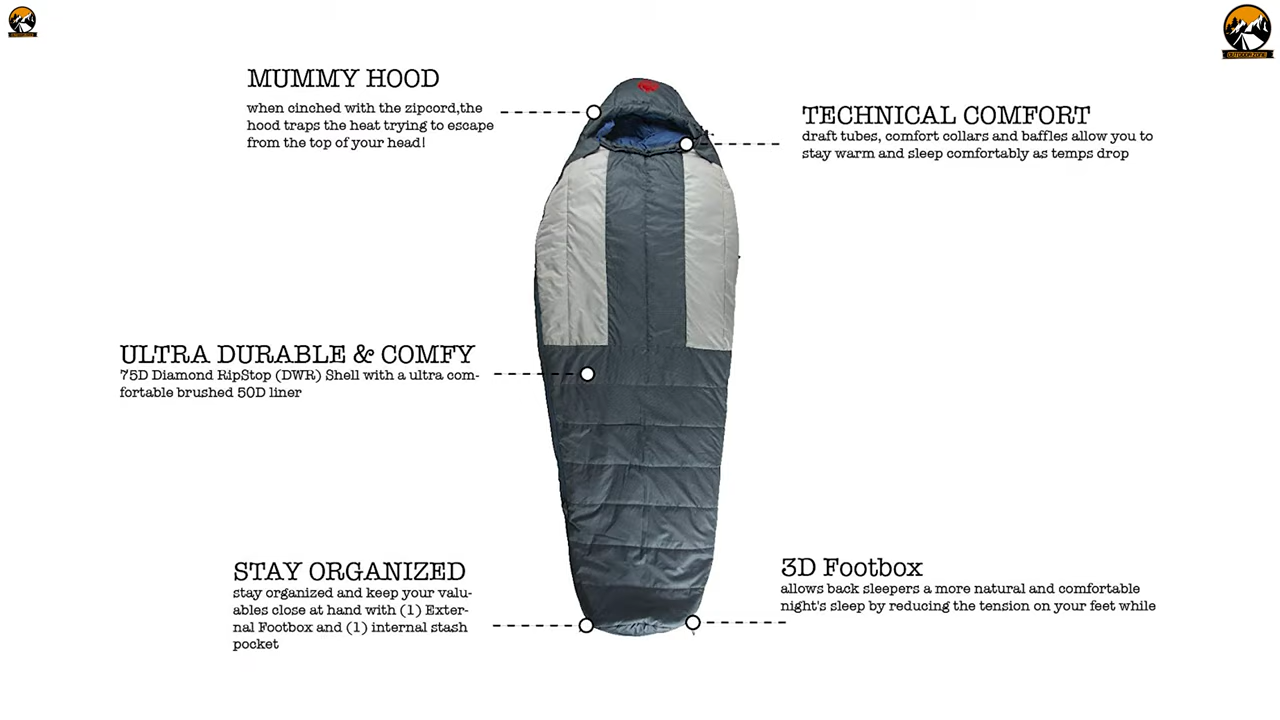 MUMMY HOOD
when cinched with the zipcord,the
hood traps the heat trying to escape
from the top of your head!
TECHNICAL COMFORT
draft tubes, comfort collars and baffles allow you to
stay warm and sleep comfortably as temps drop
ULTRA DURABLE & COMFY
75D Diamond RipStop (DWR) Shell with a ultra com-
fortable brushed 50D liner
STAY ORGANIZED
stay organized and keep your valu-
ables close at hand with (1) Exter-
nal Footbox and (1) internal stash
pocket
3D Footbox
allows back sleepers a more natural and comfortable
night's sleep by reducing the tension on your feet while
OUTDOOR ZONE